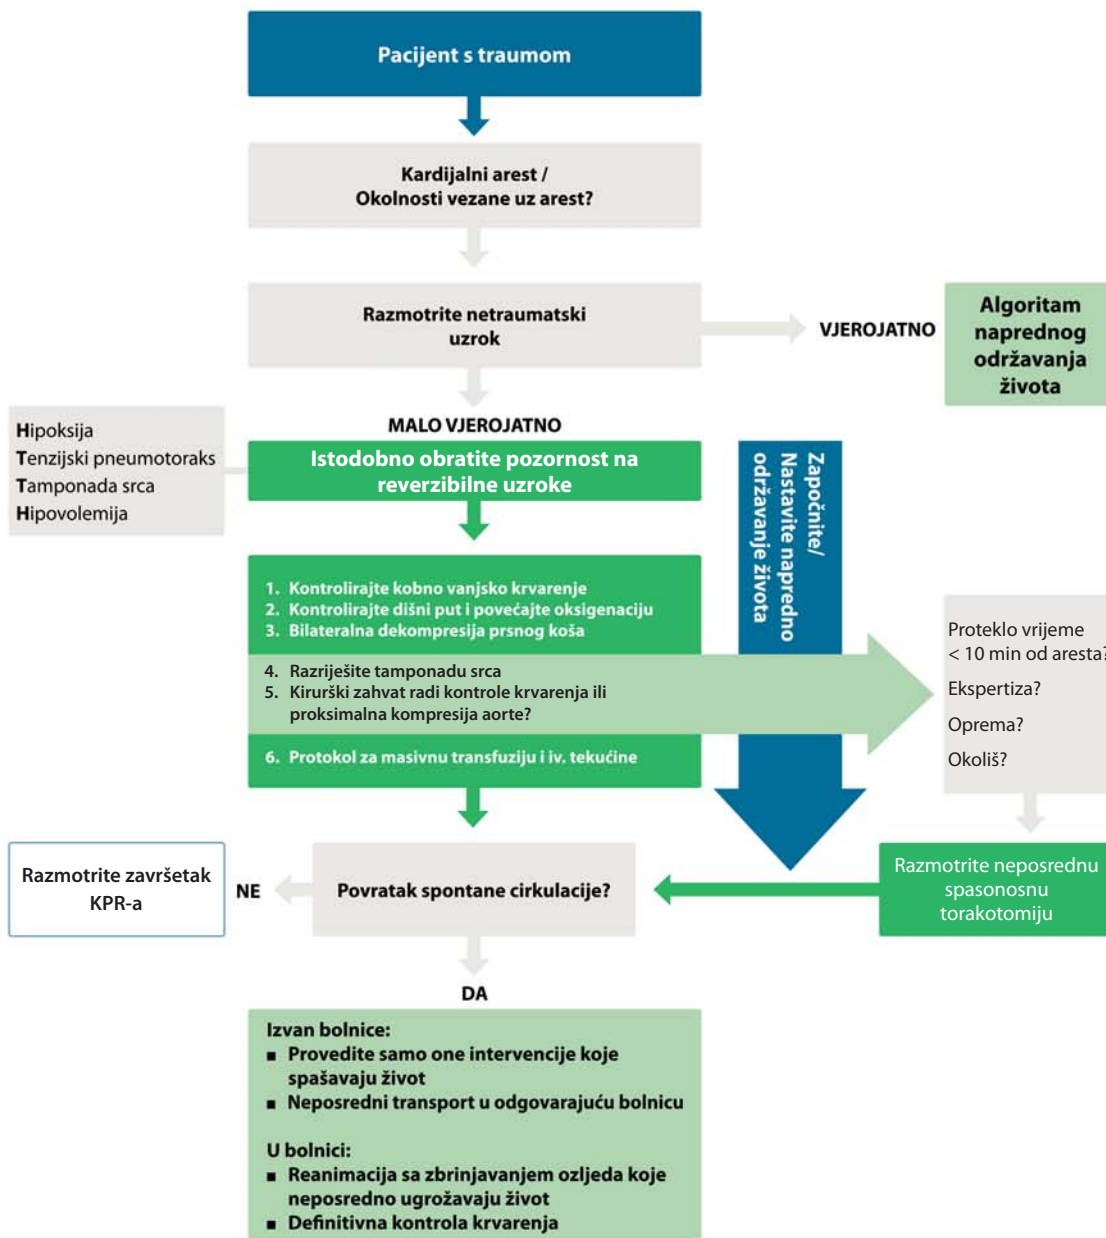 Pacijent s traumom
Kardijalni arest /
Okolnosti vezane uz arest?
Razmotrite netraumatski
uzrok
VJEROJATNO
Algoritam
naprednog
održavanja
života
MALO VJEROJATNO
Hipoksija
Tenzijski pneumotoraks
Tamponada srca
Hipovolemija
Istodobno obratite pozornost na
reverzibilne uzroke
Započnite/
Nastavite napredno
održavanje života
1. Kontrolirajte kobno vanjsko krvarenje
2. Kontrolirajte dišni put i povećajte oksigenaciju
3. Bilateralna dekompresija prsnog koša
4. Razriješite tamponadu srca
5. Kirurški zahvat radi kontrole krvarenja ili
proksimalna kompresija aorte?
6. Protokol za masivnu transfuziju i iv. tekućine
Proteklo vrijeme
< 10 min od aresta?
Ekspertiza?
Oprema?
Okoliš?
Razmotrite neposrednu
spasonosnu
torakotomiju
Povratak spontane cirkulacije?
NE
Razmotrite završetak
KPR-a
DA
Izvan bolnice:
▪ Provedite samo one intervencije koje
spašavaju život
▪ Neposredni transport u odgovarajuću bolnicu
U bolnici:
▪ Reanimacija sa zbrinjavanjem ozljeda koje
neposredno ugrožavaju život
▪ Definitivna kontrola krvarenja